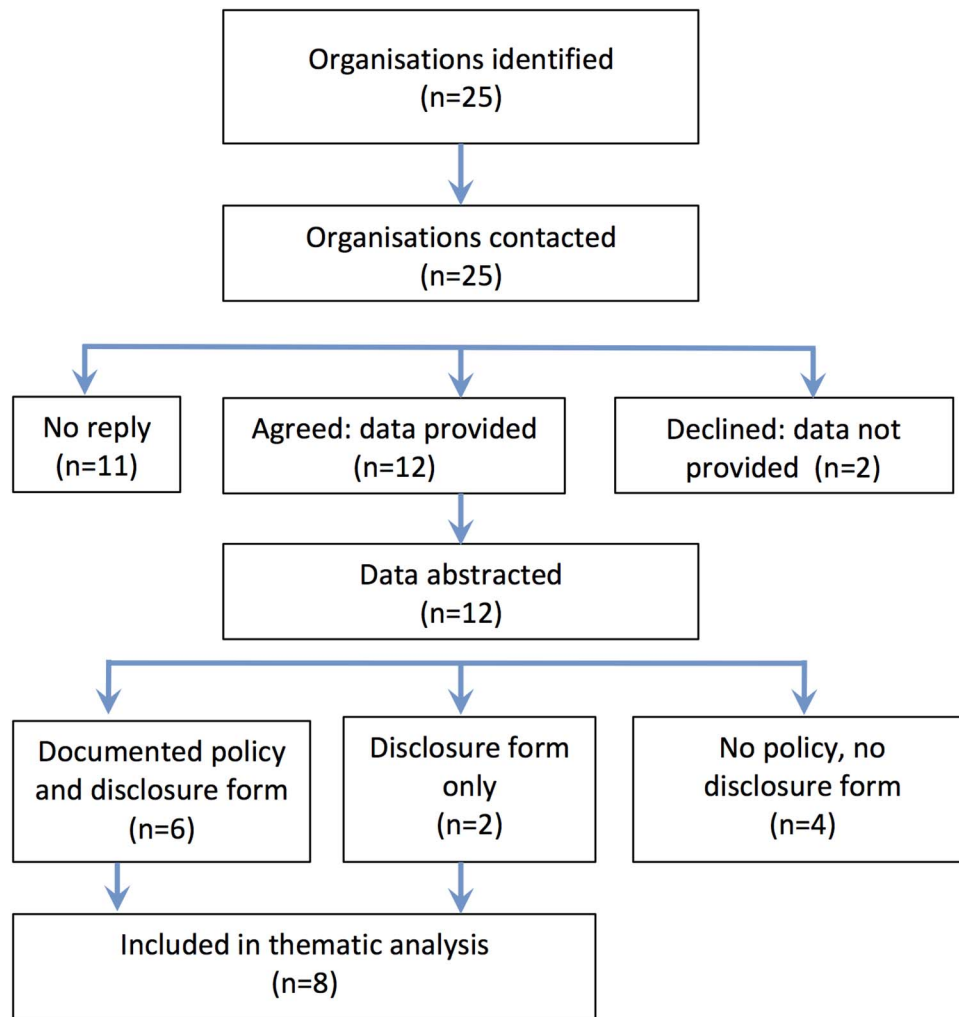 Organisations identified
(n=25)
Organisations contacted
(n=25)
No reply
(n=11)
Agreed: data provided
(n=12)
Declined: data not
provided  (n=2)
Data abstracted
(n=12)
Documented policy
and disclosure form
(n=6)
Disclosure form
only
(n=2)
No policy, no
disclosure form
(n=4)
Included in thematic analysis
(n=8)